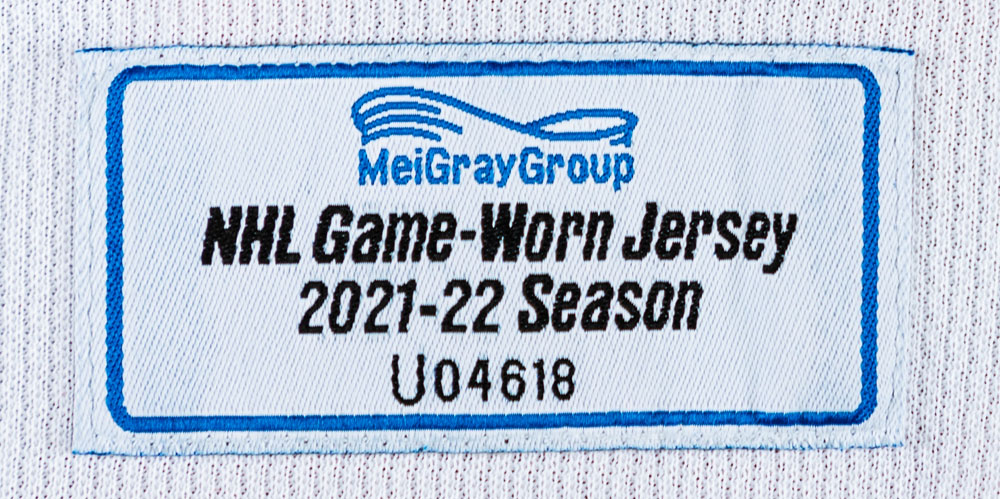 MeiGrayGroup
NHL Game-Worn Jersey
2021-22 Season
U04618